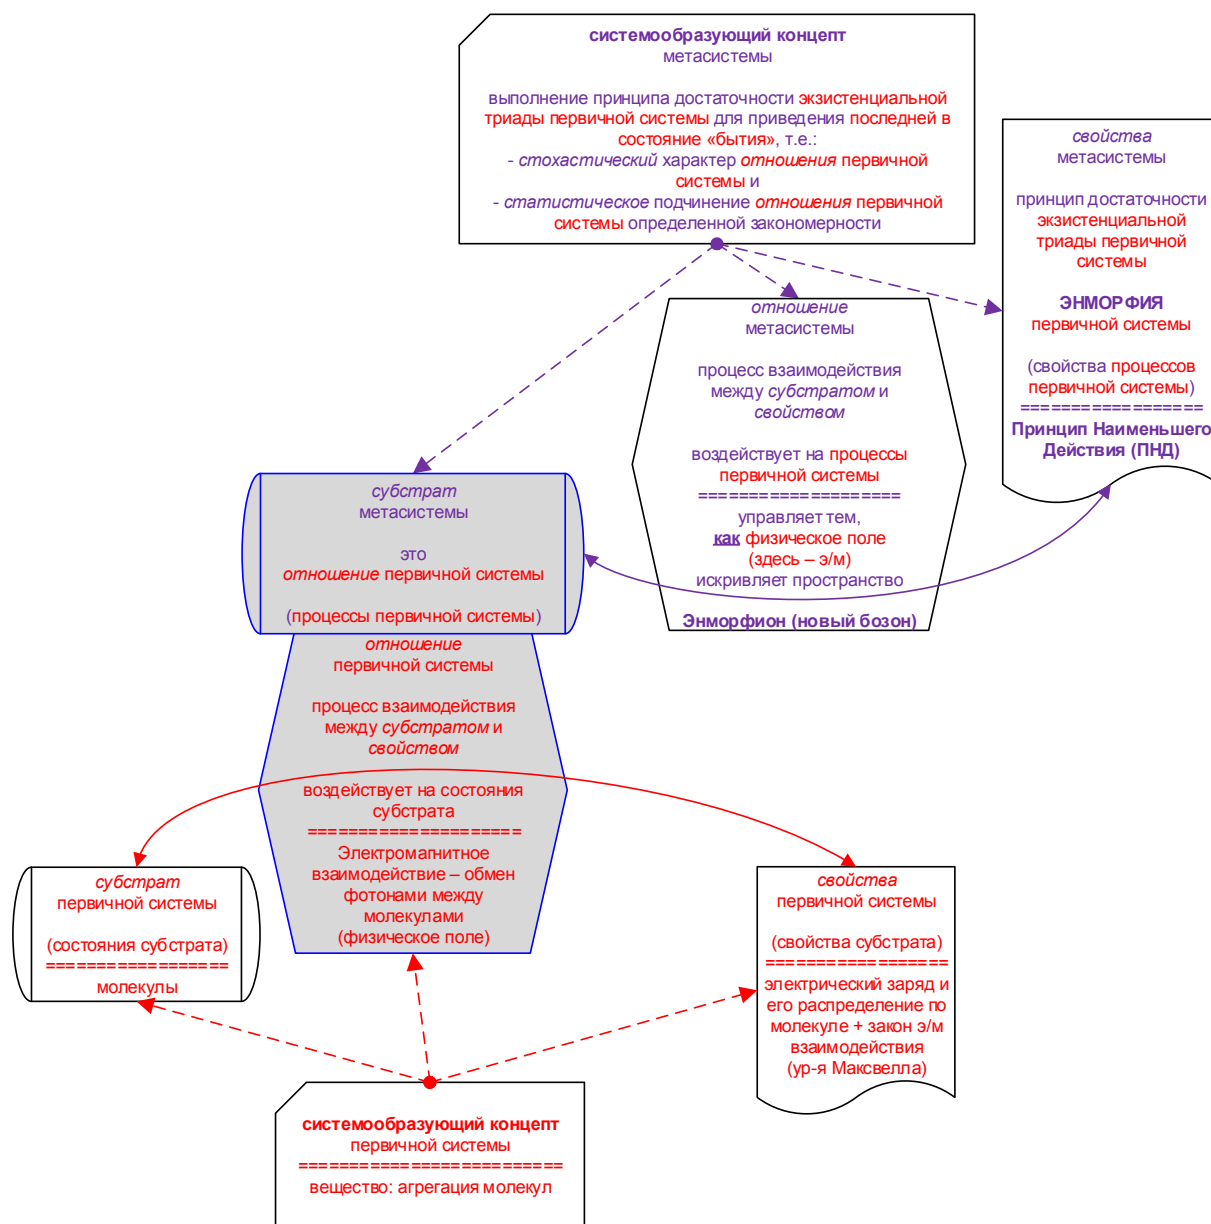 системообразующий концепт
метасистемы
выполнение принципа достаточности экзистенциальной
триады первичной системы для приведения последней в
состояние «бытия», т.е.:
- стохастический характер отношения первичной
системы и
- статистическое подчинение отношения первичной
системы определенной закономерности
свойства
метасистемы
принцип достаточности
экзистенциальной
триады первичной
системы
ЭНМОРФИЯ
первичной системы
(свойства процессов
первичной системы)
==================
Принцип Наименьшего
Действия (ПНД)
отношение
метасистемы
процесс взаимодействия
между субстратом и
свойством
воздействует на процессы
первичной системы
====================
управляет тем,
как физическое поле
(здесь – э/м)
искривляет пространство
Энморфион (новый бозон)
субстрат
метасистемы
это
отношение первичной системы
(процессы первичной системы)
отношение
первичной системы
процесс взаимодействия
между субстратом и
свойством
воздействует на состояния
субстрата
=====================
Электромагнитное
взаимодействие – обмен
фотонами между
молекулами
(физическое поле)
субстрат
первичной системы
(состояния субстрата)
==================
молекулы
свойства
первичной системы
(свойства субстрата)
==================
электрический заряд и
его распределение по
молекуле + закон э/м
взаимодействия
(ур-я Максвелла)
системообразующий концепт
первичной системы
==========================
вещество: агрегация молекул